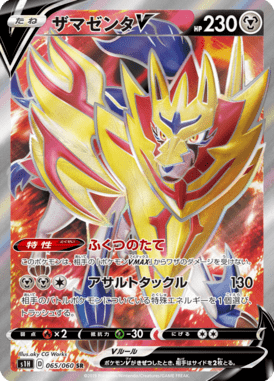 たね ザマゼンタV HP 230
特性 ふくつのたて
このポケモンは、相手の「ポケモンVMAX」からワザのダメージを受けない。
アサルトタックル 130
相手のバトルポケモンについている特殊エネルギーを1個選び、
トラッシュする。
弱点 ×2 抵抗力 -30 にげる
Illus. aky CG Works
Vルール
s1H D 065/060 SR
ポケモンVがきぜつしたとき、相手はサイドを2枚とる。